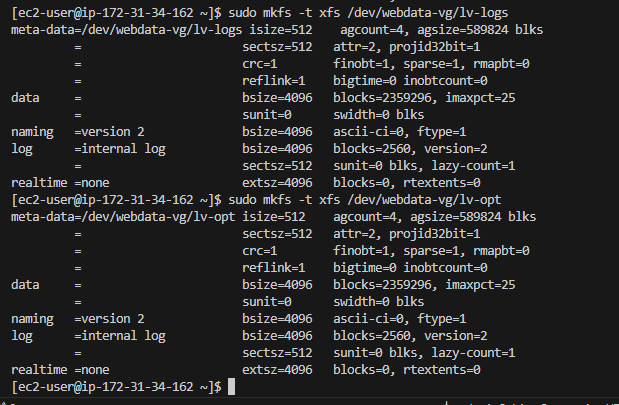 [ec2-user@ip-172-31-34-162 ~]$ sudo mkfs -t xfs /dev/webdata-vg/lv-logs
meta-data=/dev/webdata-vg/lv-logs isize=512    agcount=4, agsize=589824 blks
         =                       sectsz=512   attr=2, projid32bit=1
         =                       crc=1        finobt=1, sparse=1, rmapbt=0
         =                       reflink=1    bigtime=0 inobtcount=0
data     =                       bsize=4096   blocks=2359296, imaxpct=25
         =                       sunit=0      swidth=0 blks
naming   =version 2              bsize=4096   ascii-ci=0, ftype=1
log      =internal log           bsize=4096   blocks=2560, version=2
         =                       sectsz=512   sunit=0 blks, lazy-count=1
realtime =none                   extsz=4096   blocks=0, rtextents=0
[ec2-user@ip-172-31-34-162 ~]$ sudo mkfs -t xfs /dev/webdata-vg/lv-opt
meta-data=/dev/webdata-vg/lv-opt isize=512    agcount=4, agsize=589824 blks
         =                       sectsz=512   attr=2, projid32bit=1
         =                       crc=1        finobt=1, sparse=1, rmapbt=0
         =                       reflink=1    bigtime=0 inobtcount=0
data     =                       bsize=4096   blocks=2359296, imaxpct=25
         =                       sunit=0      swidth=0 blks
naming   =version 2              bsize=4096   ascii-ci=0, ftype=1
log      =internal log           bsize=4096   blocks=2560, version=2
         =                       sectsz=512   sunit=0 blks, lazy-count=1
realtime =none                   extsz=4096   blocks=0, rtextents=0
[ec2-user@ip-172-31-34-162 ~]$